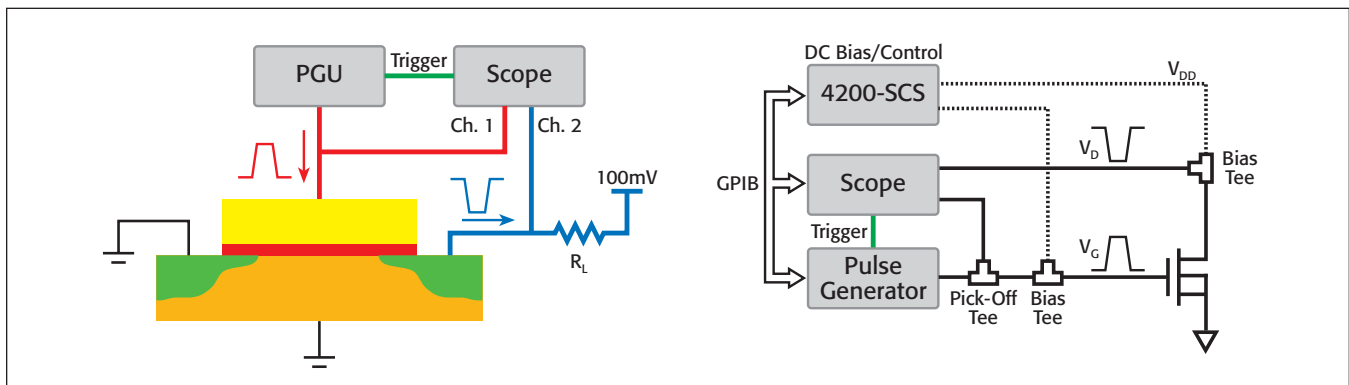 PGU
Trigger
Scope
Ch. 1
Ch. 2
100mV
R_L
DC Bias/Control
4200-SCS
V_DD
V_D
Bias
Tee
GPIB
Scope
Trigger
V_G
Pulse
Generator
Pick-Off
Tee
Bias
Tee